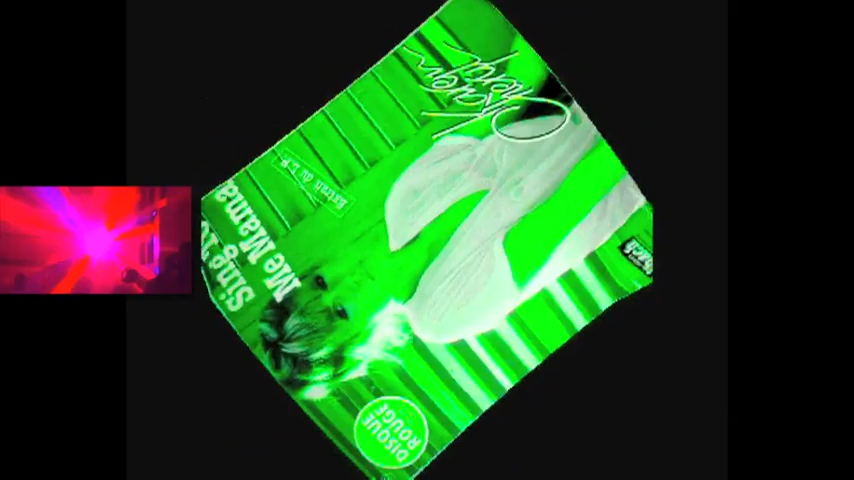 Sing To
Me Mama
Karen
Cheryl
Extrait du L.P.
DISQUE
ROUGE